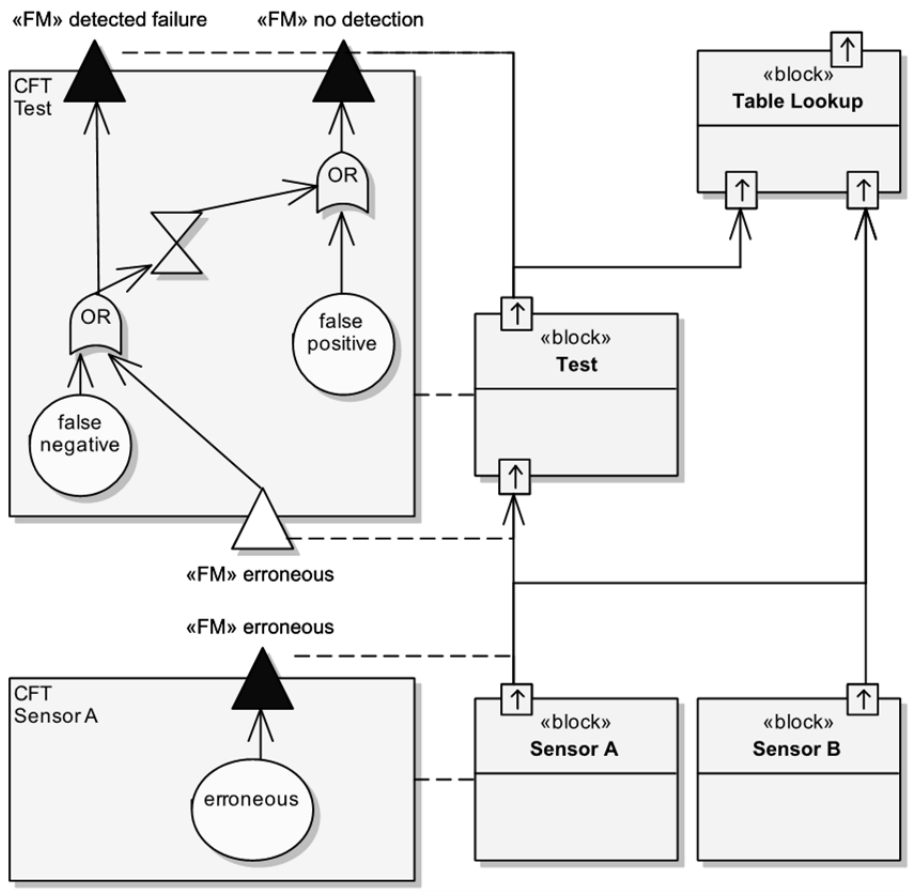 «FM» detected failure
«FM» no detection
CFT
Test
OR
OR
false
positive
false
negative
«FM» erroneous
«block»
Table Lookup
«block»
Test
«FM» erroneous
CFT
Sensor A
erroneous
«block»
Sensor A
«block»
Sensor B